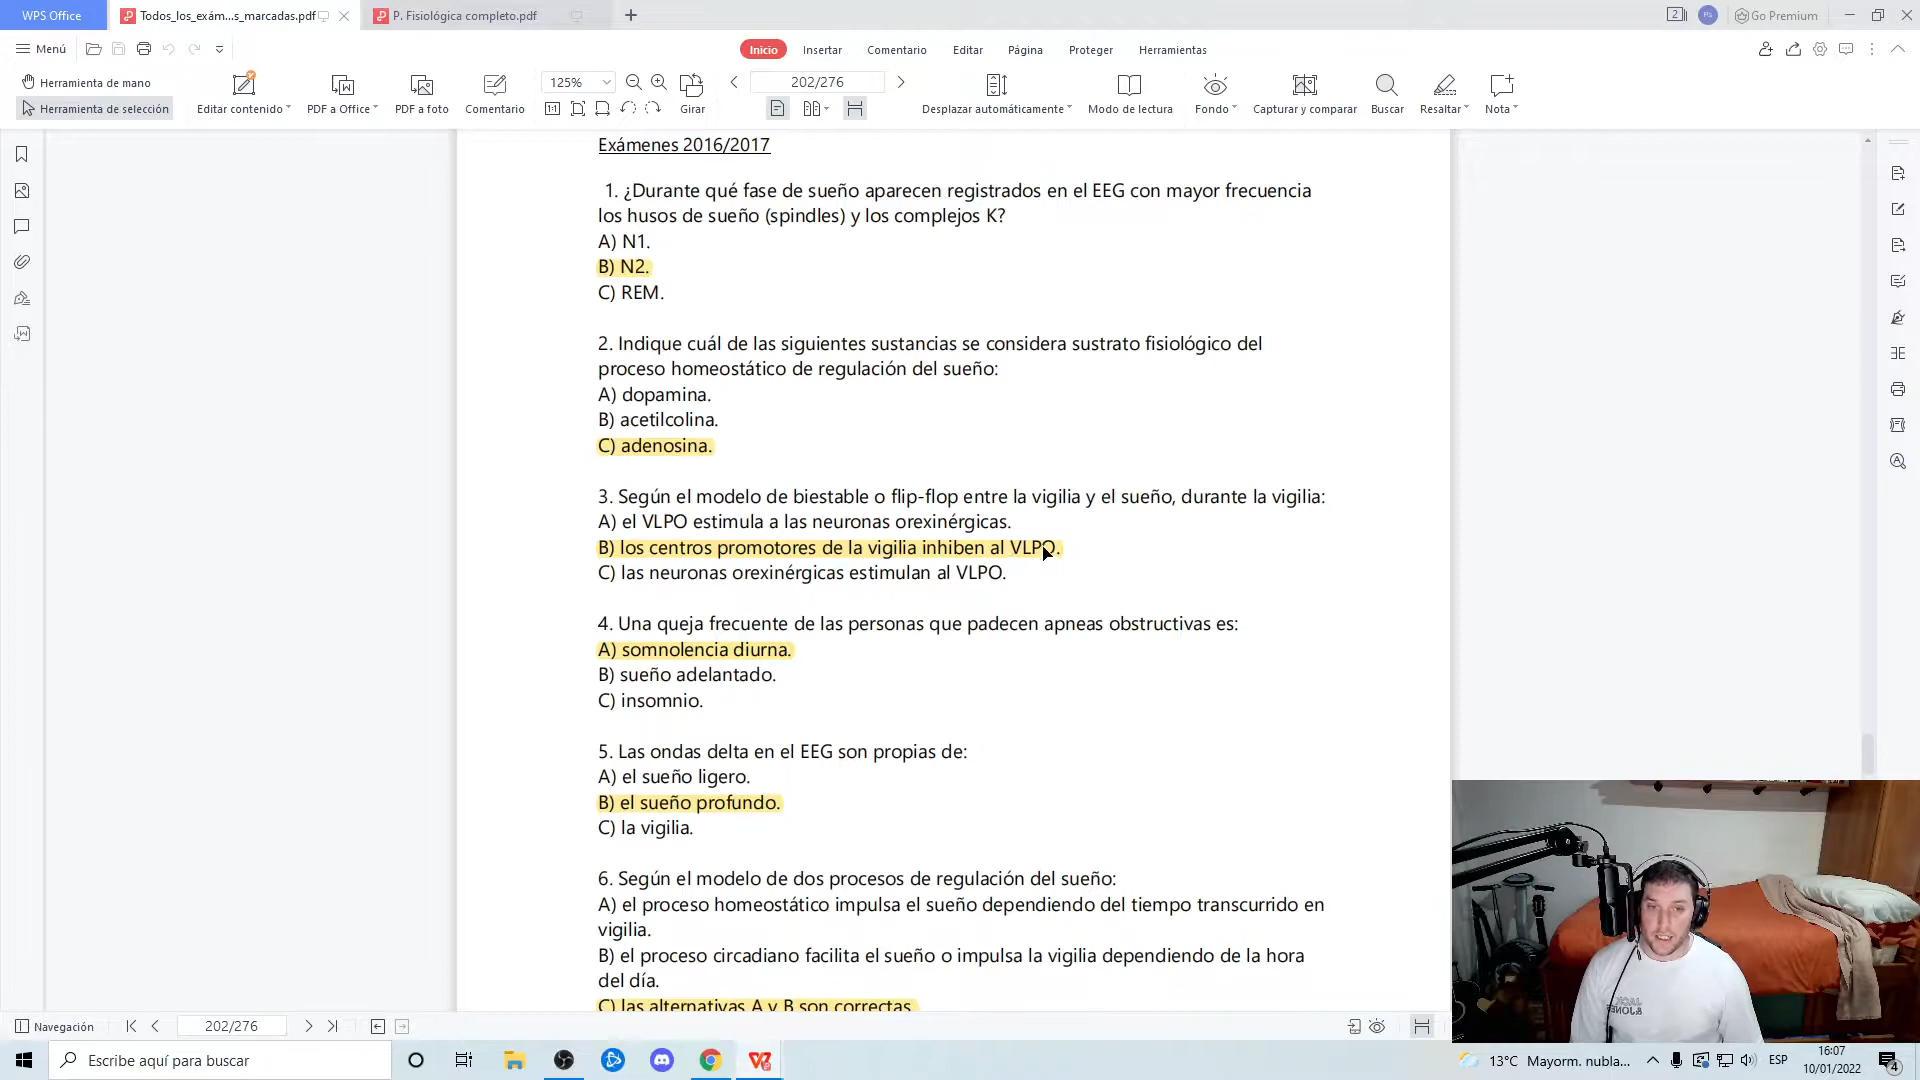 WPS Office
Todos_los_exám...s_marcadas.pdf
P. Fisiológica completo.pdf
2
Go Premium
Menú
Inicio
Insertar
Comentario
Editar
Página
Proteger
Herramientas
Herramienta de mano
Herramienta de selección
Editar contenido
PDF a Office
PDF a foto
Comentario
125%
Girar
202/276
Desplazar automáticamente
Modo de lectura
Fondo
Capturar y comparar
Buscar
Resaltar
Nota
Exámenes 2016/2017
1. ¿Durante qué fase de sueño aparecen registrados en el EEG con mayor frecuencia
los husos de sueño (spindles) y los complejos K?
A) N1.
B) N2.
C) REM.
2. Indique cuál de las siguientes sustancias se considera sustrato fisiológico del
proceso homeostático de regulación del sueño:
A) dopamina.
B) acetilcolina.
C) adenosina.
3. Según el modelo de biestable o flip-flop entre la vigilia y el sueño, durante la vigilia:
A) el VLPO estimula a las neuronas orexinérgicas.
B) los centros promotores de la vigilia inhiben al VLPO.
C) las neuronas orexinérgicas estimulan al VLPO.
4. Una queja frecuente de las personas que padecen apneas obstructivas es:
A) somnolencia diurna.
B) sueño adelantado.
C) insomnio.
5. Las ondas delta en el EEG son propias de:
A) el sueño ligero.
B) el sueño profundo.
C) la vigilia.
6. Según el modelo de dos procesos de regulación del sueño:
A) el proceso homeostático impulsa el sueño dependiendo del tiempo transcurrido en
vigilia.
B) el proceso circadiano facilita el sueño o impulsa la vigilia dependiendo de la hora
del día.
C) las alternativas A y B son correctas.
Navegación
202/276
Escribe aquí para buscar
13°C Mayorm. nubla...
ESP
16:07
10/01/2022
4